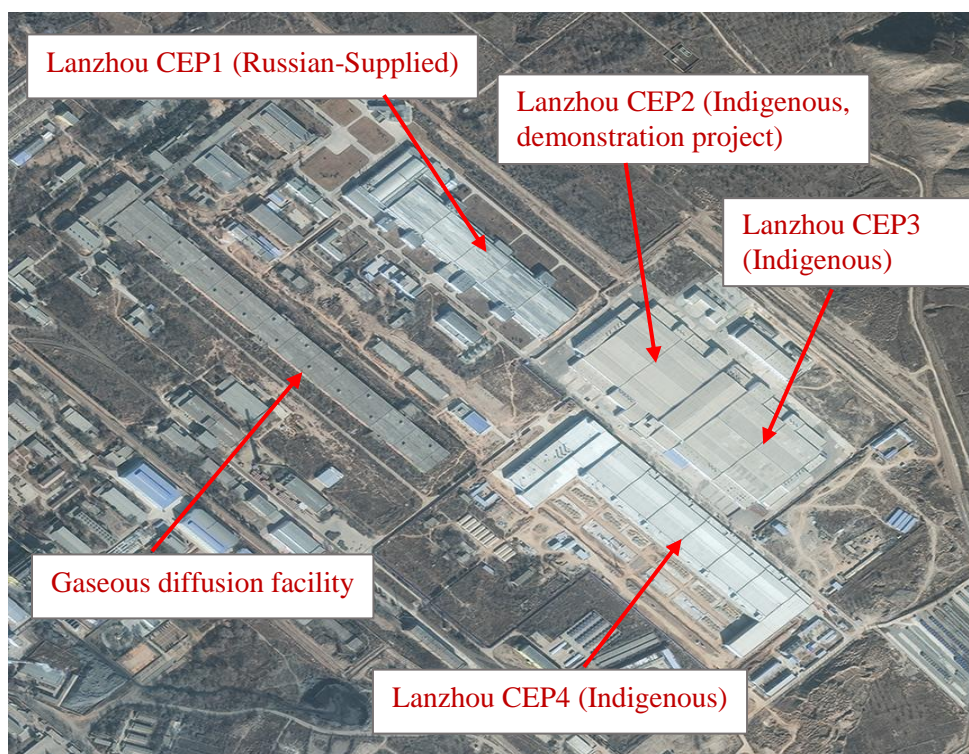 Lanzhou CEP1 (Russian-Supplied)
Lanzhou CEP2 (Indigenous,
demonstration project)
Lanzhou CEP3
(Indigenous)
Gaseous diffusion facility
Lanzhou CEP4 (Indigenous)